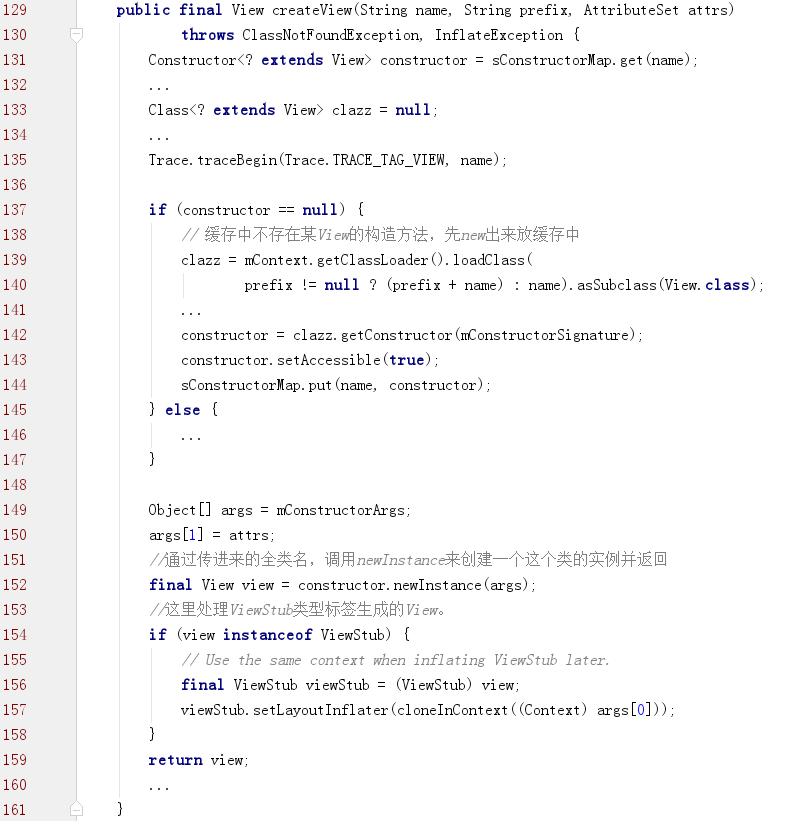 129 public final View createView(String name, String prefix, AttributeSet attrs)
130 throws ClassNotFoundException, InflateException {
131 Constructor<? extends View> constructor = sConstructorMap.get(name);
132 ...
133 Class<? extends View> clazz = null;
134 ...
135 Trace.traceBegin(Trace.TRACE_TAG_VIEW, name);
136
137 if (constructor == null) {
138 // 缓存中不存在某View的构造方法，先new出来放缓存中
139 clazz = mContext.getClassLoader().loadClass(
140 prefix != null ? (prefix + name) : name).asSubclass(View.class);
141 ...
142 constructor = clazz.getConstructor(mConstructorSignature);
143 constructor.setAccessible(true);
144 sConstructorMap.put(name, constructor);
145 } else {
146 ...
147 }
148
149 Object[] args = mConstructorArgs;
150 args[1] = attrs;
151 //通过传进来的全类名，调用newInstance来创建一个这个类的实例并返回
152 final View view = constructor.newInstance(args);
153 //这里处理ViewStub类型标签生成的View。
154 if (view instanceof ViewStub) {
155 // Use the same context when inflating ViewStub later.
156 final ViewStub viewStub = (ViewStub) view;
157 viewStub.setLayoutInflater(cloneInContext((Context) args[0]));
158 }
159 return view;
160 ...
161 }